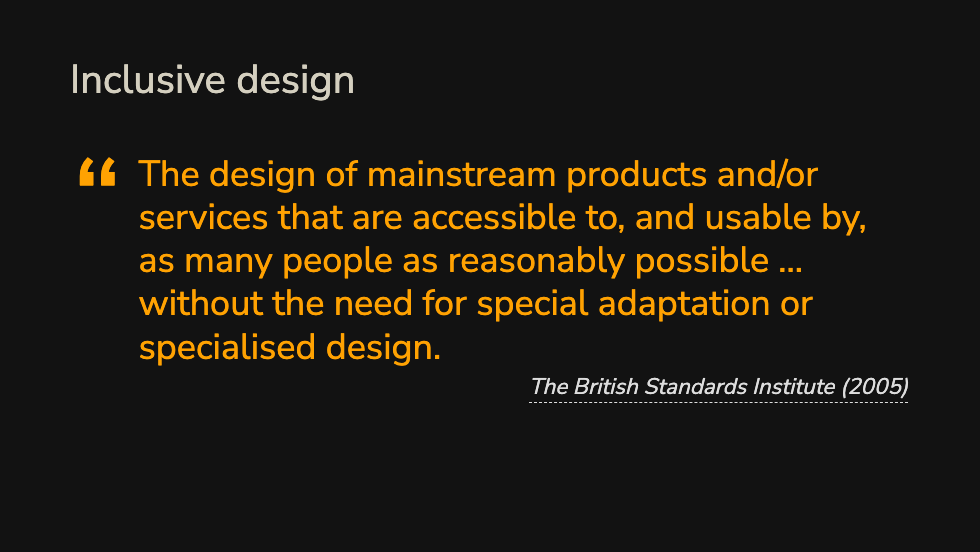 Inclusive design
“ The design of mainstream products and/or
services that are accessible to, and usable by,
as many people as reasonably possible ...
without the need for special adaptation or
specialised design.
The British Standards Institute (2005)